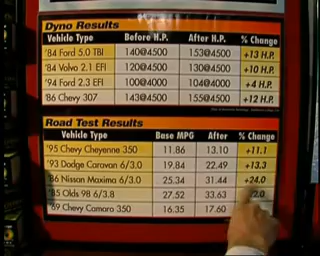 Dyno Results
Vehicle Type Before H.P. After H.P. % Change
'84 Ford 5.0 TBI 140@4500 153@4500 +13 H.P.
'84 Volvo 2.1 EFI 120@4500 130@4500 +10 H.P.
'94 Ford 2.3 EFI 100@4000 104@4000 +4 H.P.
'86 Chevy 307 143@4500 155@4500 +12 H.P.
Road Test Results
Vehicle Type Base MPG After % Change
'95 Chevy Cheyenne 350 11.86 13.10 +11.1
'93 Dodge Caravan 6/3.0 19.84 22.49 +13.3
'86 Nissan Maxima 6/3.0 25.34 31.44 +24.0
'85 Olds 98 6/3.8 27.52 33.63 2.0
'69 Chevy Camaro 350 16.35 17.60